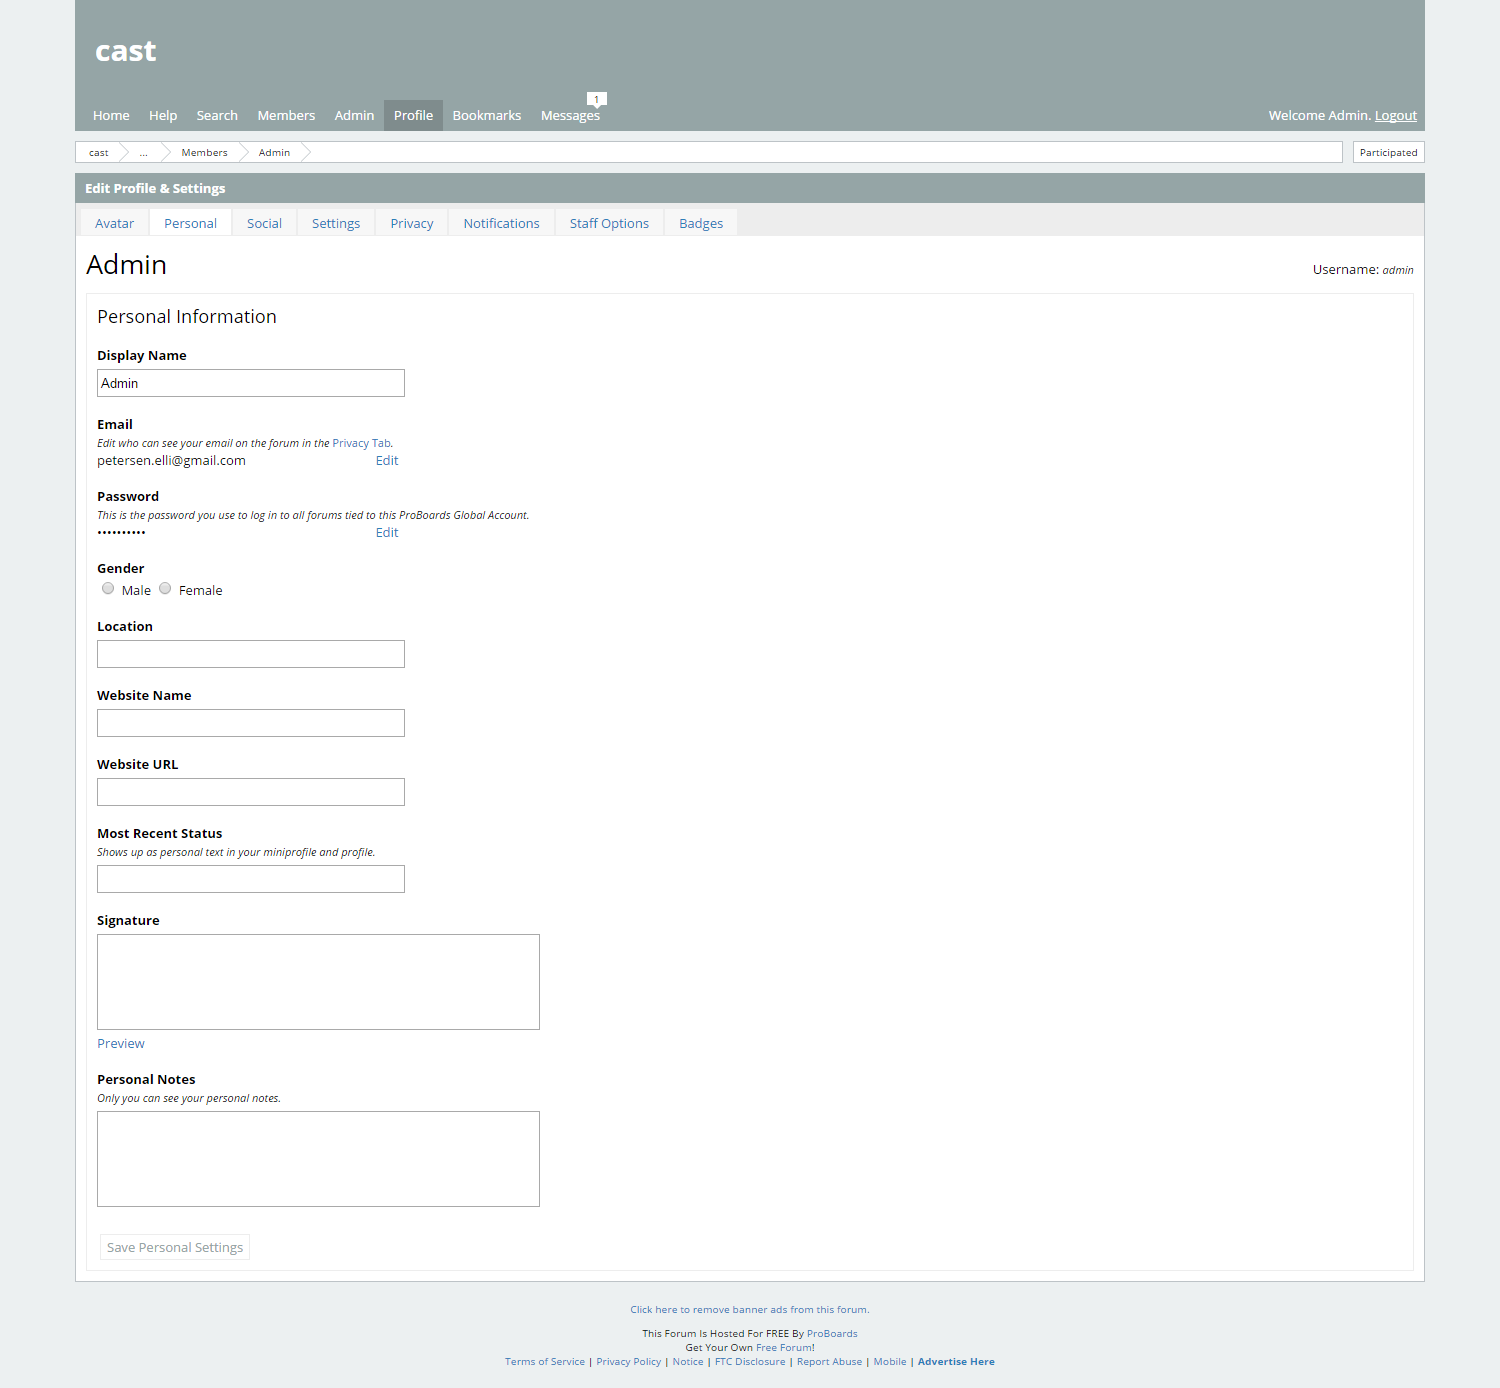 cast
1
Home Help Search Members Admin Profile Bookmarks Messages Welcome Admin. Logout
cast ... Members Admin Participated
Edit Profile & Settings
Avatar Personal Social Settings Privacy Notifications Staff Options Badges
Admin Username: admin
Personal Information
Display Name
Admin
Email
Edit who can see your email on the forum in the Privacy Tab.
petersen.elli@gmail.com Edit
Password
This is the password you use to log in to all forums tied to this ProBoards Global Account.
•••••••••• Edit
Gender
Male Female
Location
Website Name
Website URL
Most Recent Status
Shows up as personal text in your miniprofile and profile.
Signature
Preview
Personal Notes
Only you can see your personal notes.
Save Personal Settings
Click here to remove banner ads from this forum.
This Forum Is Hosted For FREE By ProBoards
Get Your Own Free Forum!
Terms of Service | Privacy Policy | Notice | FTC Disclosure | Report Abuse | Mobile | Advertise Here